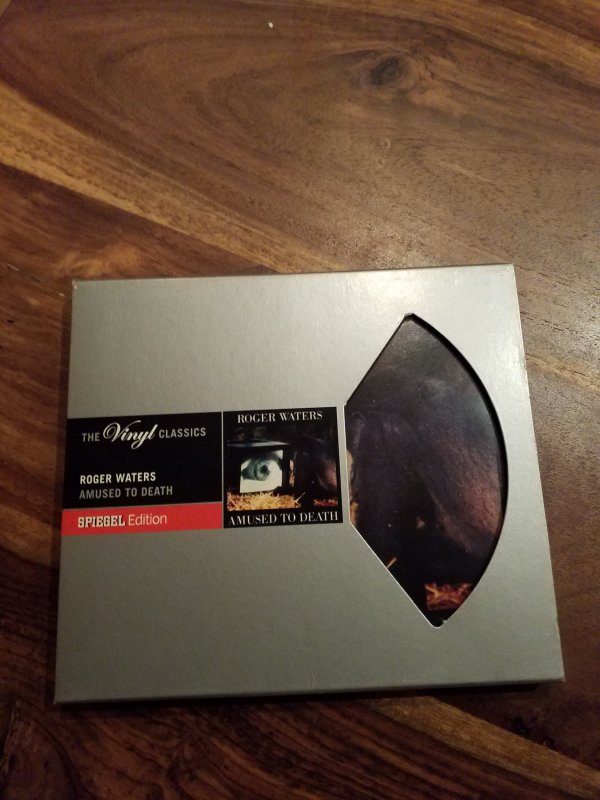 THE Vinyl CLASSICS
ROGER WATERS
AMUSED TO DEATH
SPIEGEL Edition
ROGER WATERS
AMUSED TO DEATH